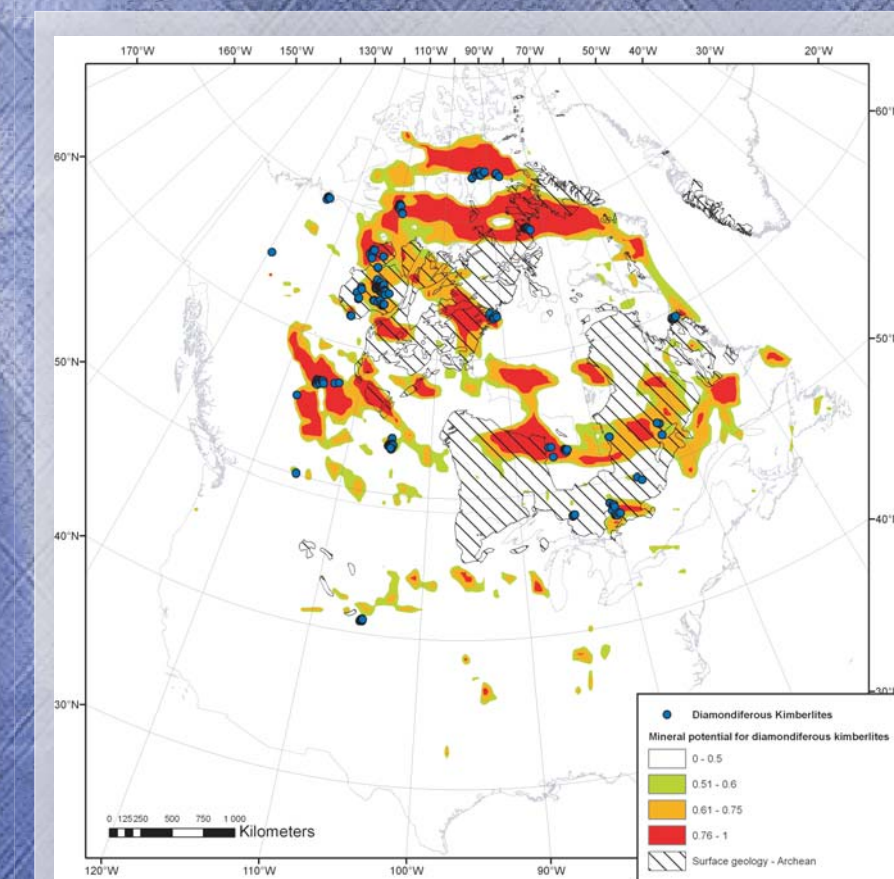 170°W 160°W 150°W 130°W 110°W 90°W 70°W 50°W 40°W 30°W 20°W
60°N
60°
50°N
50°
40°N
40°
30°N
30°
Diamondiferous Kimberlites
Mineral potential for diamondiferous kimberlites
0 - 0.5
0.51 - 0.6
0.61 - 0.75
0.76 - 1
Surface geology - Archean
0 125 250 500 750 1 000
Kilometers
120°W 110°W 100°W 90°W